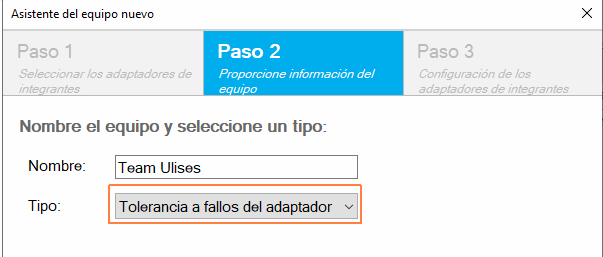 Asistente del equipo nuevo
Paso 1
Seleccionar los adaptadores de
integrantes
Paso 2
Proporcione información del
equipo
Paso 3
Configuración de los
adaptadores de integrantes
Nombre el equipo y seleccione un tipo:
Nombre: Team Ulises
Tipo: Tolerancia a fallos del adaptador